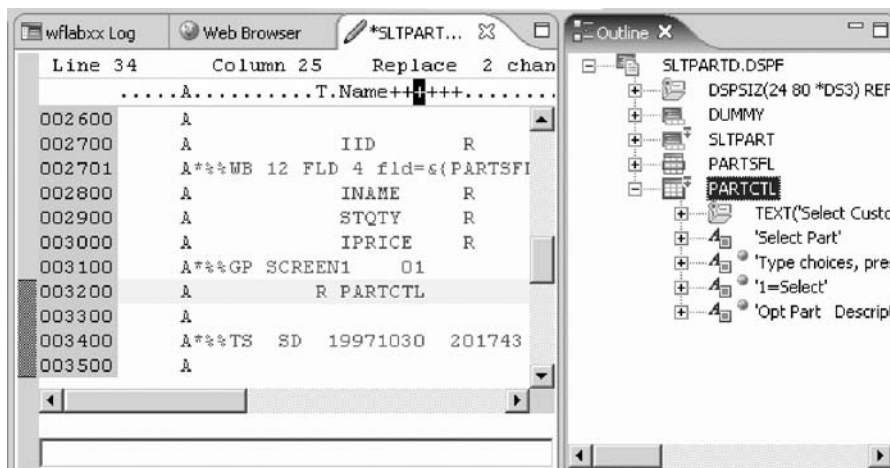 wflabxx Log Web Browser *SLTPART...
Line 34 Column 25 Replace 2 chan
.....A..........T.Name+++++++........
002600 A
002700 A IID R
002701 A*%%WB 12 FLD 4 fld=&(PARTSFL
002800 A INAME R
002900 A STQTY R
003000 A IPRICE R
003100 A*%%GP SCREEN1 01
003200 A R PARTCTL
003300 A
003400 A*%%TS SD 19971030 201743
003500 A
Outline
SLTPARTD.DSPF
DSPSIZ(24 80 *DS3) REF
DUMMY
SLTPART
PARTSFL
PARTCTL
TEXT('Select Custo
'Select Part'
'Type choices, pres
'1=Select'
'Opt Part Descript